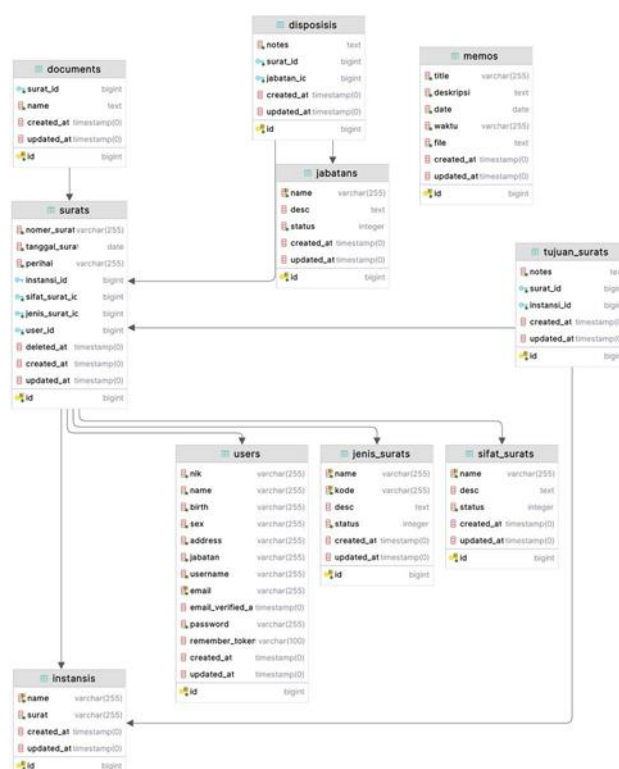 documents
surat_id bigint
name text
created_at timestamp(0)
updated_at timestamp(0)
id bigint
disposisis
notes text
surat_id bigint
jabatan_ic bigint
created_at timestamp(0)
updated_at timestamp(0)
id bigint
memos
title varchar(255)
deskripsi text
date date
waktu varchar(255)
file text
created_at timestamp(0)
updated_at timestamp(0)
id bigint
jabatans
name varchar(255)
desc text
status integer
created_at timestamp(0)
updated_at timestamp(0)
id bigint
surats
nomer_surat varchar(255)
tanggal_surat date
perihal varchar(255)
instansi_id bigint
sifat_surat_ic bigint
jenis_surat_ic bigint
user_id bigint
deleted_at timestamp(0)
created_at timestamp(0)
updated_at timestamp(0)
id bigint
tujuan_surats
notes te
surat_id bigi
instansi_id bigi
created_at timestamp(
updated_at timestamp(
id bigi
users
nik varchar(255)
name varchar(255)
birth varchar(255)
sex varchar(255)
address varchar(255)
jabatan varchar(255)
username varchar(255)
email varchar(255)
email_verified_a timestamp(0)
password varchar(255)
remember_token varchar(100)
created_at timestamp(0)
updated_at timestamp(0)
id bigint
jenis_surats
name varchar(255)
kode varchar(255)
desc text
status integer
created_at timestamp(0)
updated_at timestamp(0)
id bigint
sifat_surats
name varchar(255)
desc text
status integer
created_at timestamp(0)
updated_at timestamp(0)
id bigint
instansis
name varchar(255)
surat varchar(255)
created_at timestamp(0)
updated_at timestamp(0)
id bigint